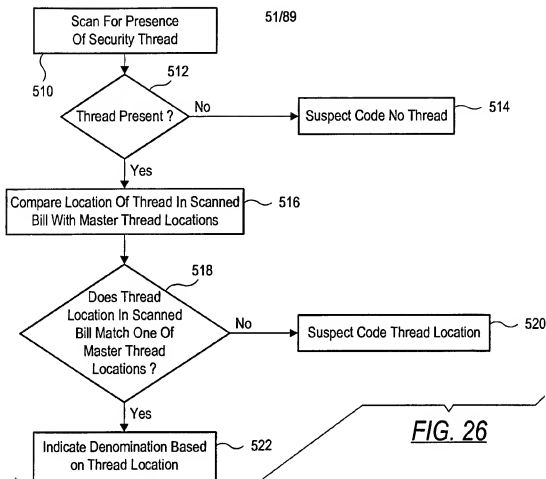 51/89
Scan For Presence
Of Security Thread
510
512
Thread Present ?
No
Suspect Code No Thread
514
Yes
Compare Location Of Thread In Scanned
Bill With Master Thread Locations
516
518
Does Thread
Location In Scanned
Bill Match One Of
Master Thread
Locations ?
No
Suspect Code Thread Location
520
Yes
Indicate Denomination Based
on Thread Location
522
FIG. 26